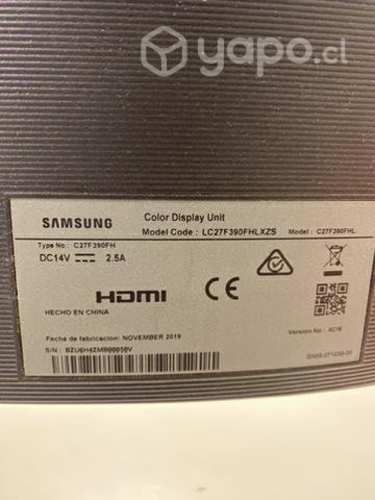 yapo.cl
SAMSUNG
Color Display Unit
Model Code : LC27F390FHLXZS Model : C27F390FHL
Type No : C27F390FH
DC14V 2.5A
HDMI
CE
HECHO EN CHINA
Fecha de fabricacion: NOVEMBER 2019
S/N :
Version No :